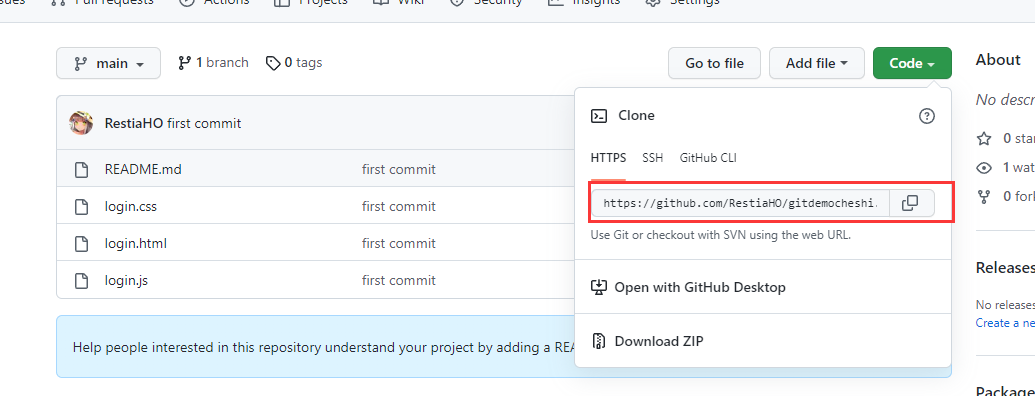 Pull requests Actions Projects Wiki Security Insights Settings
main 1 branch 0 tags Go to file Add file Code About
No descr
Clone
RestiaHO first commit
HTTPS SSH GitHub CLI
README.md first commit
https://github.com/RestiaHO/gitdemocheshi.
login.css first commit
Use Git or checkout with SVN using the web URL.
login.html first commit
login.js first commit
Open with GitHub Desktop
Download ZIP
Help people interested in this repository understand your project by adding a REA
0 star
1 wat
0 fork
Releases
No releases
Create a ne
Package